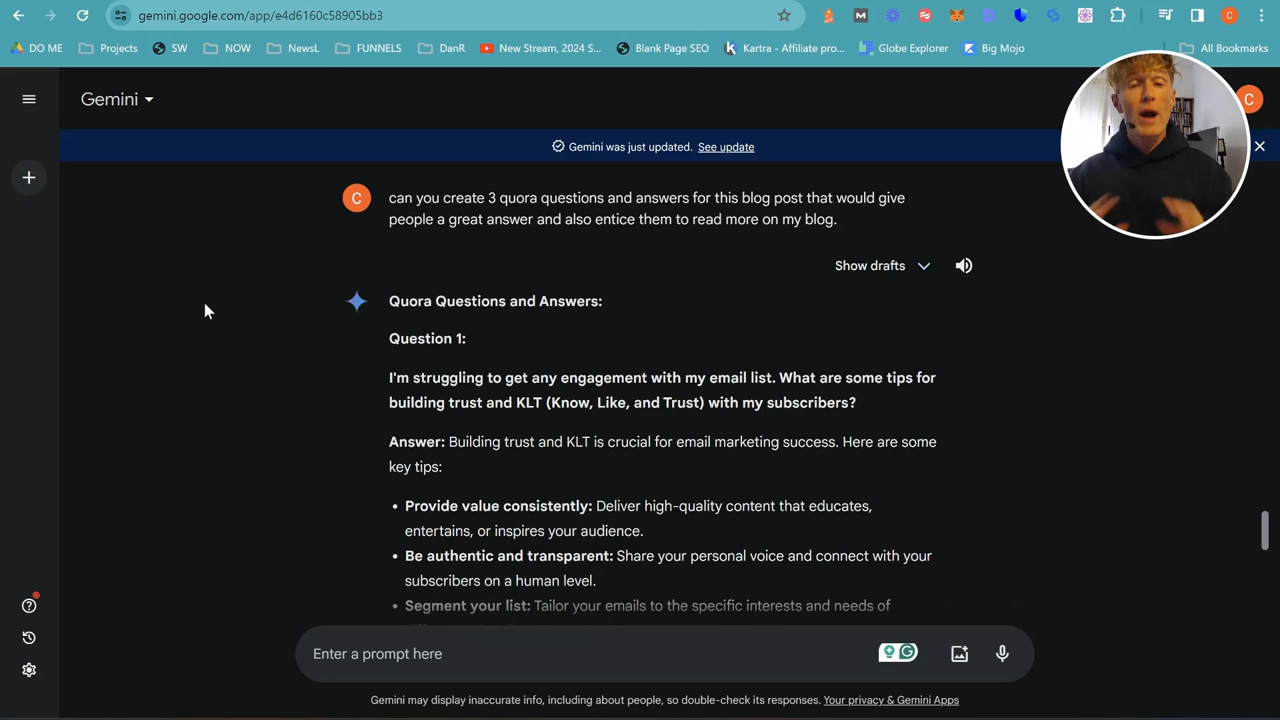 gemini.google.com/app/e4d6160c58905bb3
C
DO ME
Projects
SW
NOW
NewsL
FUNNELS
DanR
New Stream, 2024 S...
Blank Page SEO
Kartra - Affiliate pro...
Globe Explorer
Big Mojo
All Bookmarks
Gemini
C
Gemini was just updated. See update
C
can you create 3 quora questions and answers for this blog post that would give
people a great answer and also entice them to read more on my blog.
Show drafts
Quora Questions and Answers:
Question 1:
I'm struggling to get any engagement with my email list. What are some tips for
building trust and KLT (Know, Like, and Trust) with my subscribers?
Answer: Building trust and KLT is crucial for email marketing success. Here are some
key tips:
• Provide value consistently: Deliver high-quality content that educates,
entertains, or inspires your audience.
• Be authentic and transparent: Share your personal voice and connect with your
subscribers on a human level.
• Segment your list: Tailor your emails to the specific interests and needs of
Enter a prompt here
Gemini may display inaccurate info, including about people, so double-check its responses. Your privacy & Gemini Apps